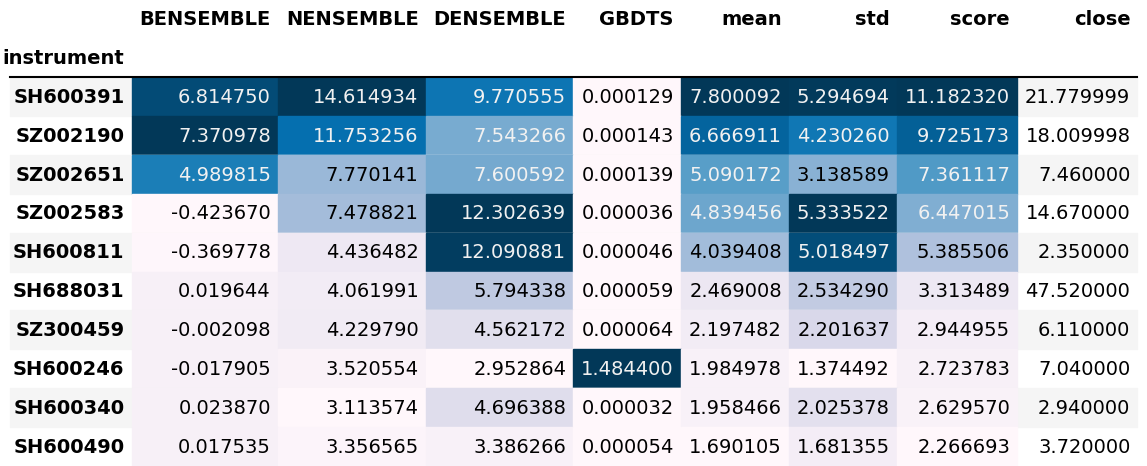 BENSEMBLE NENSEMBLE DENSEMBLE GBDTS mean std score close
instrument
SH600391 6.814750 14.614934 9.770555 0.000129 7.800092 5.294694 11.182320 21.779999
SZ002190 7.370978 11.753256 7.543266 0.000143 6.666911 4.230260 9.725173 18.009998
SZ002651 4.989815 7.770141 7.600592 0.000139 5.090172 3.138589 7.361117 7.460000
SZ002583 -0.423670 7.478821 12.302639 0.000036 4.839456 5.333522 6.447015 14.670000
SH600811 -0.369778 4.436482 12.090881 0.000046 4.039408 5.018497 5.385506 2.350000
SH688031 0.019644 4.061991 5.794338 0.000059 2.469008 2.534290 3.313489 47.520000
SZ300459 -0.002098 4.229790 4.562172 0.000064 2.197482 2.201637 2.944955 6.110000
SH600246 -0.017905 3.520554 2.952864 1.484400 1.984978 1.374492 2.723783 7.040000
SH600340 0.023870 3.113574 4.696388 0.000032 1.958466 2.025378 2.629570 2.940000
SH600490 0.017535 3.356565 3.386266 0.000054 1.690105 1.681355 2.266693 3.720000